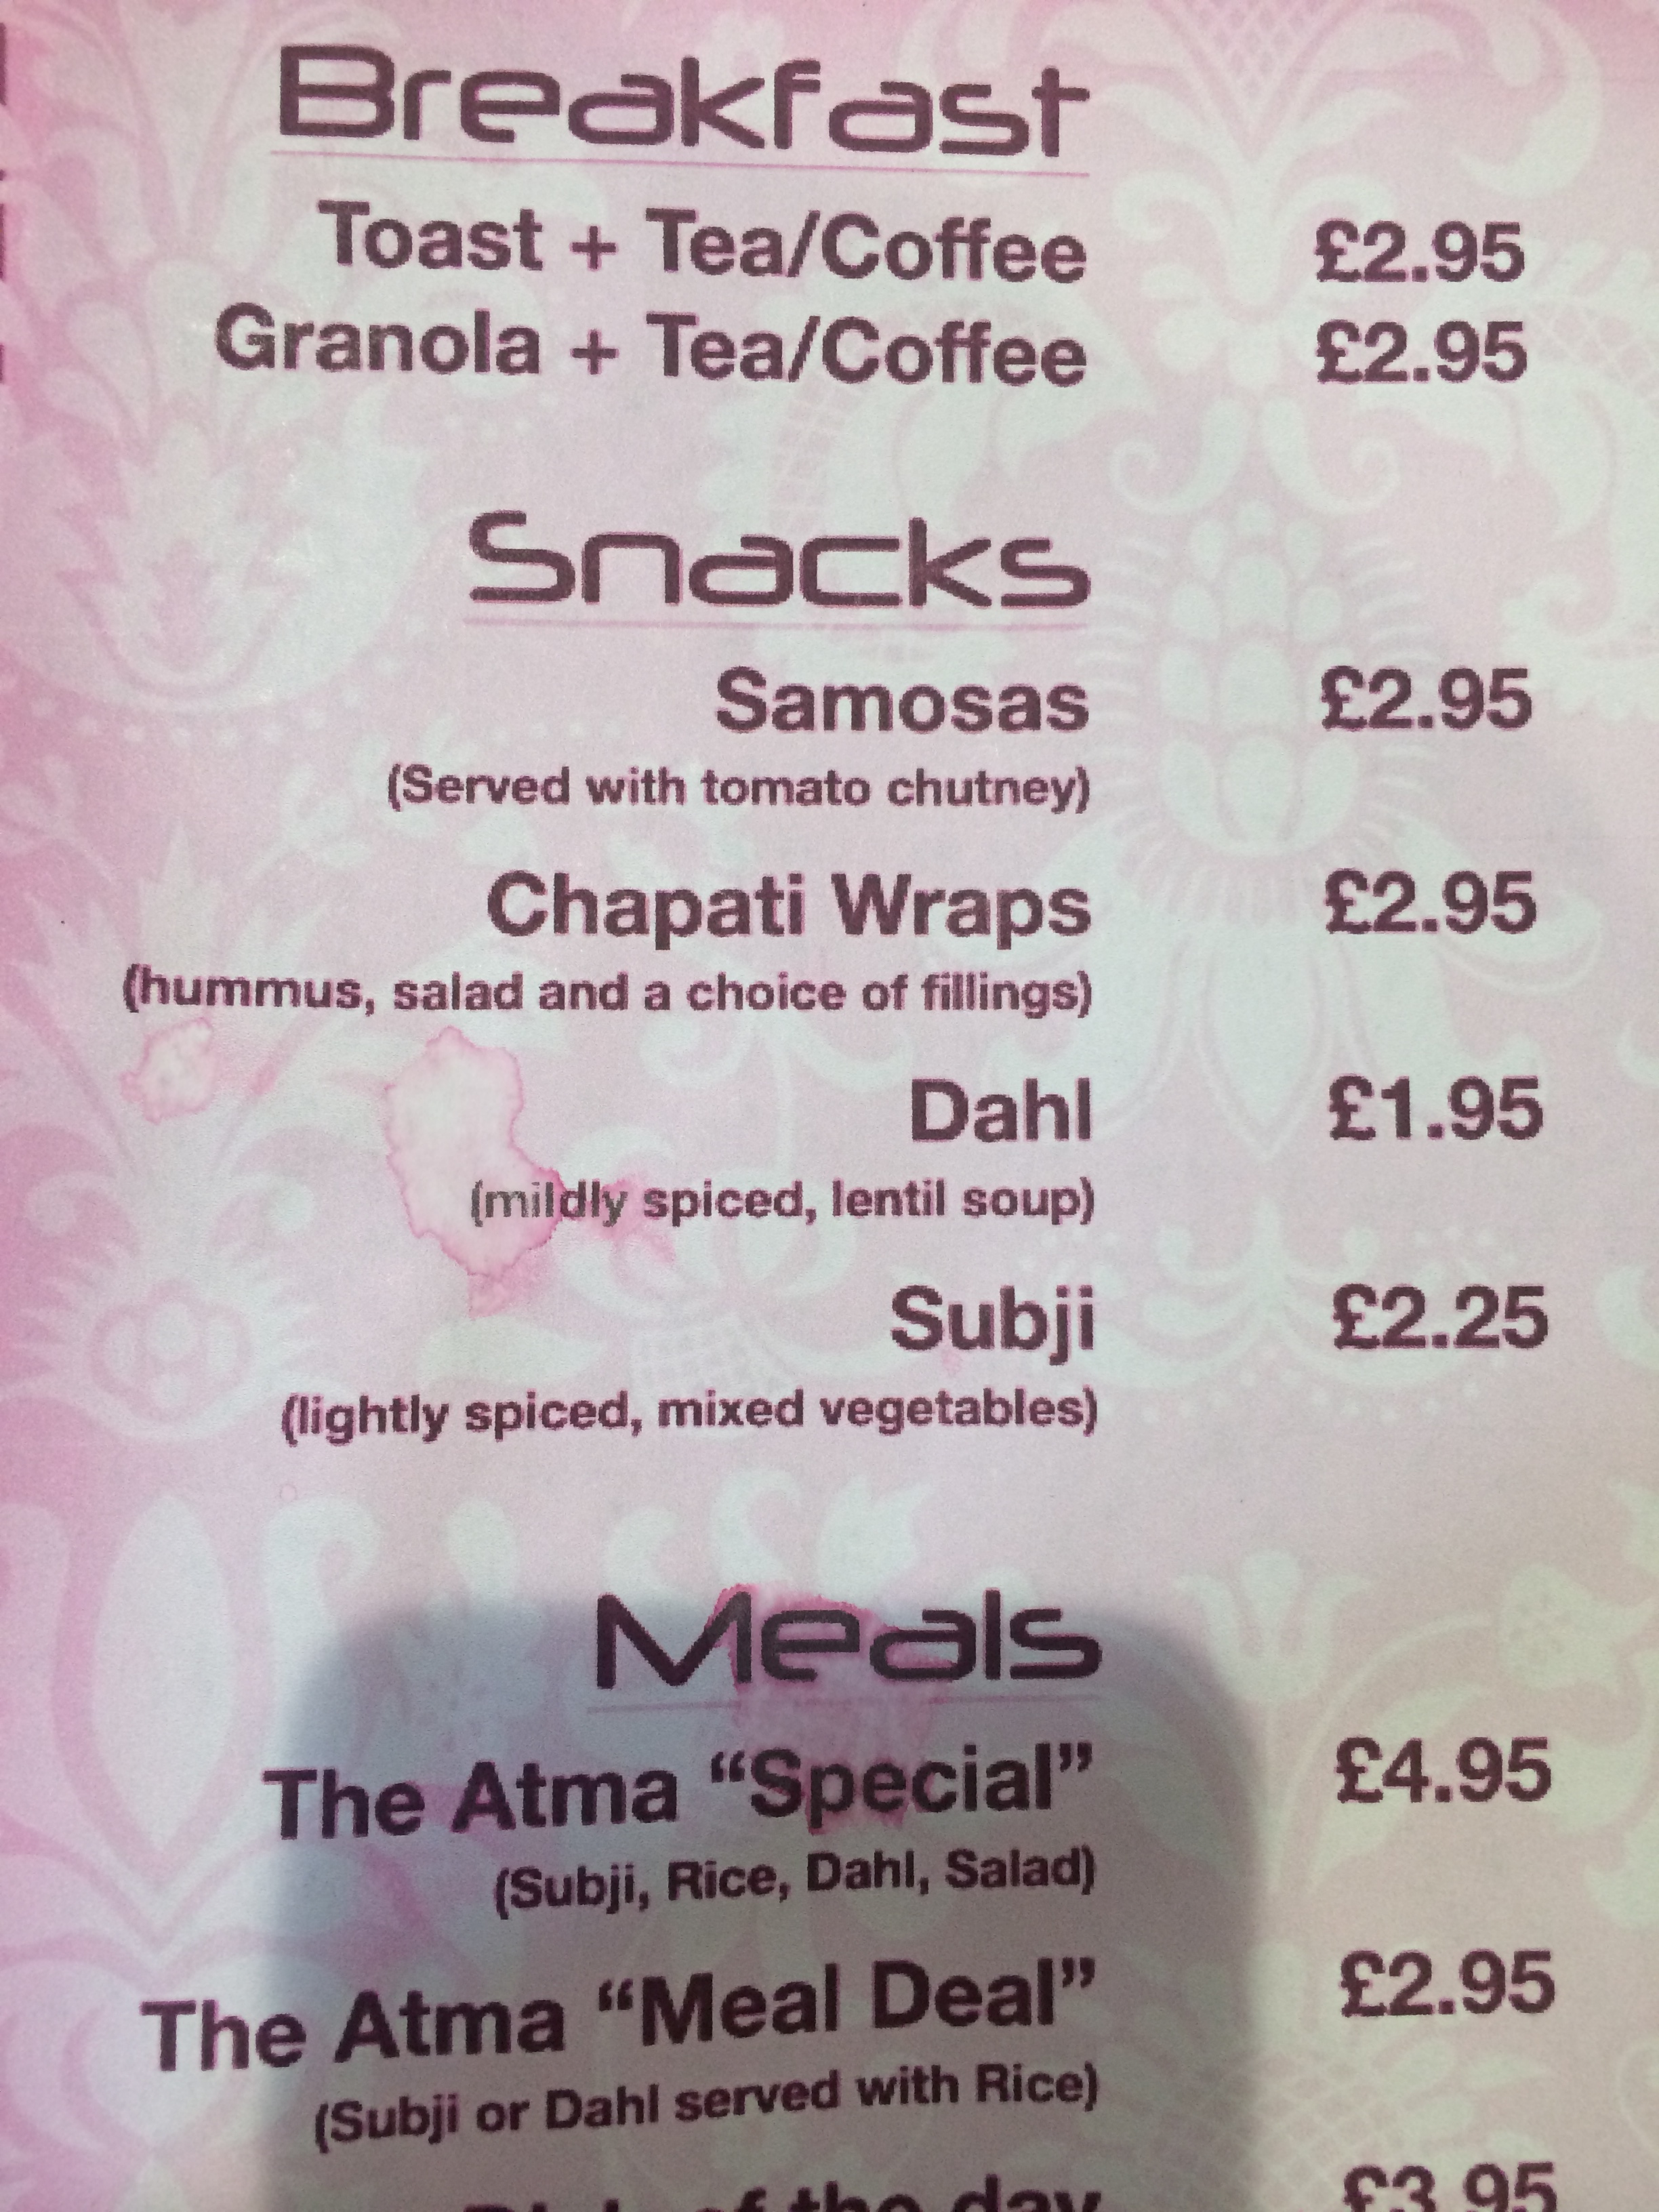 Breakfast
Toast + Tea/Coffee £2.95
Granola + Tea/Coffee £2.95
Snacks
Samosas £2.95
(Served with tomato chutney)
Chapati Wraps £2.95
(hummus, salad and a choice of fillings)
Dahl £1.95
(mildly spiced, lentil soup)
Subji £2.25
(lightly spiced, mixed vegetables)
Meals
The Atma “Special” £4.95
(Subji, Rice, Dahl, Salad)
The Atma “Meal Deal” £2.95
(Subji or Dahl served with Rice)
of the day £3.95